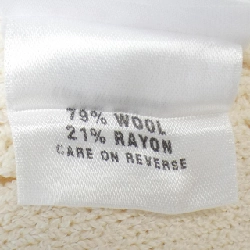 79% WOOL
21% RAYON
CARE ON REVERSE